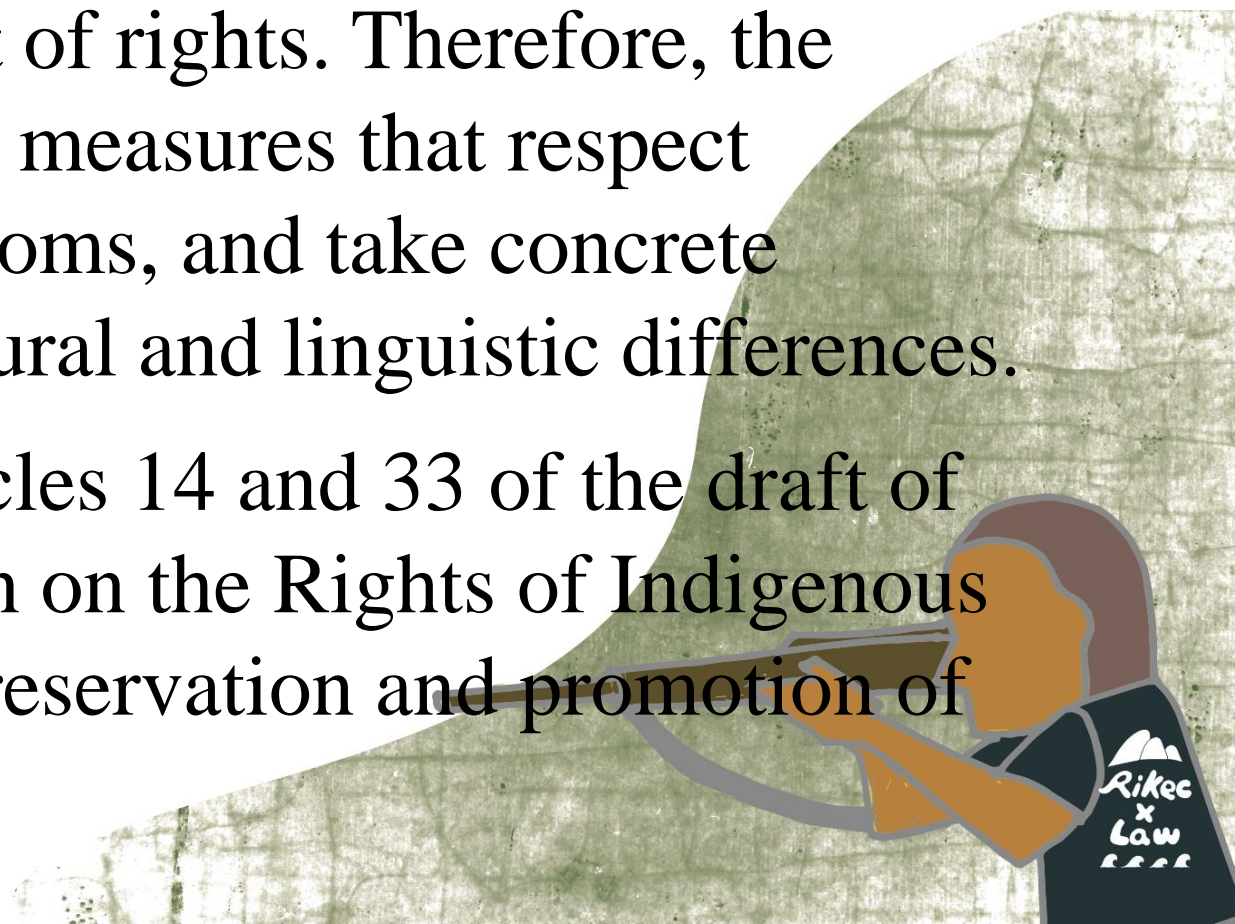 of rights. Therefore, the
measures that respect
oms, and take concrete
ural and linguistic differences.
cles 14 and 33 of the draft of
n on the Rights of Indigenous
reservation and promotion of
Rikec
x
Law